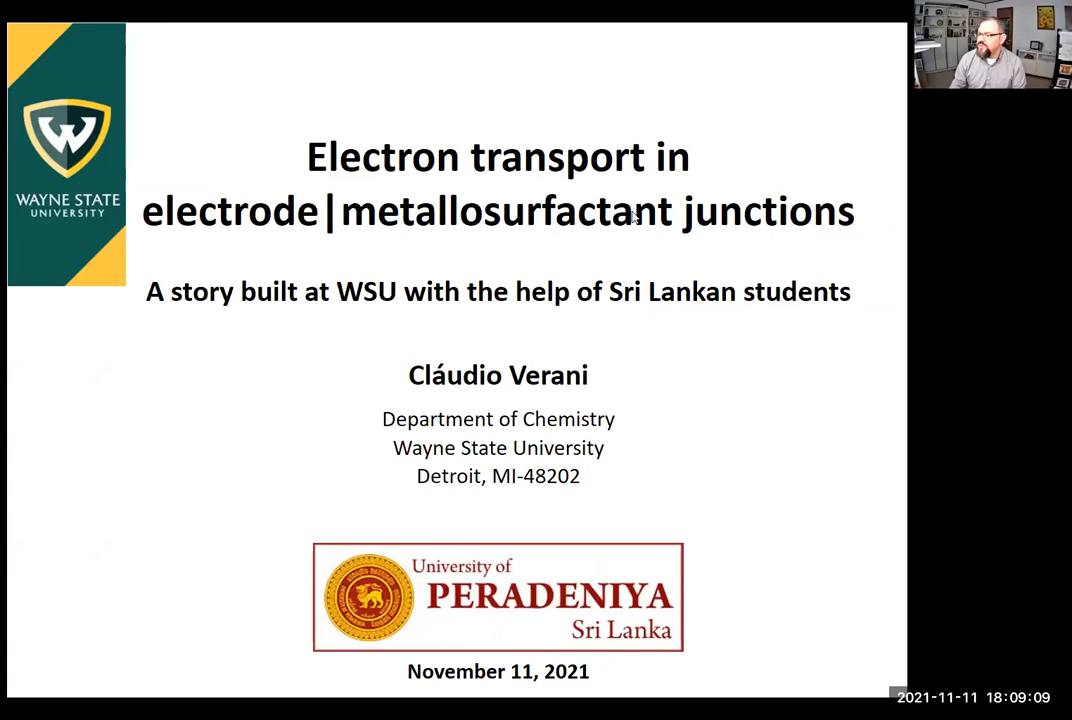 WAYNE STATE
UNIVERSITY
Electron transport in
electrode|metallosurfactant junctions
A story built at WSU with the help of Sri Lankan students
Cláudio Verani
Department of Chemistry
Wayne State University
Detroit, MI-48202
University of
PERADENIYA
Sri Lanka
November 11, 2021
2021-11-11 18:09:09